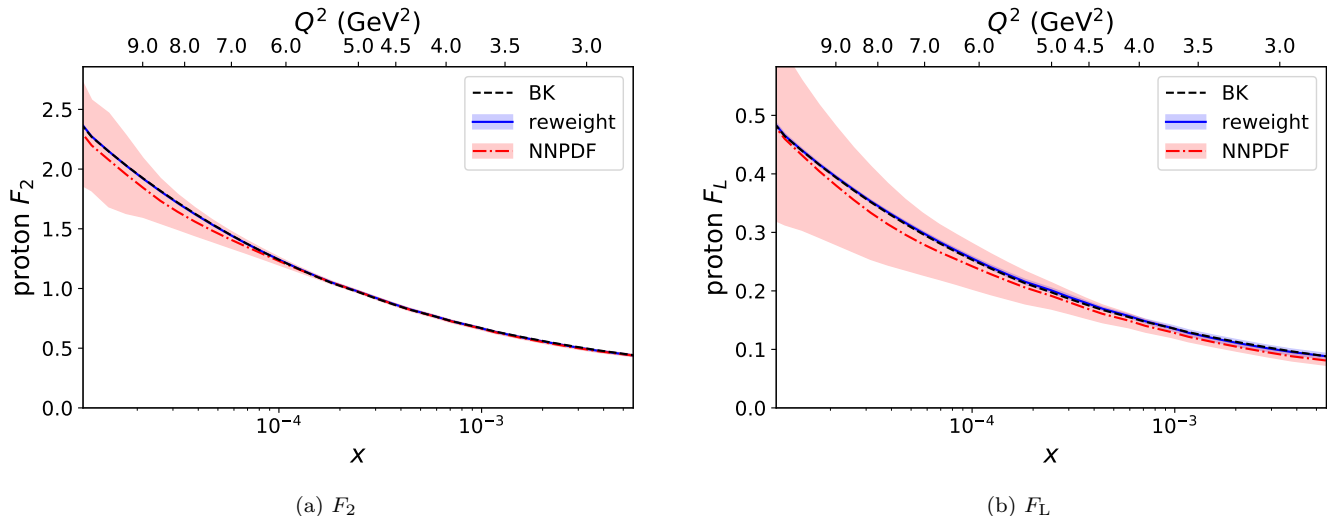 Q² (GeV²)
9.0 8.0 7.0 6.0 5.0 4.5 4.0 3.5 3.0
2.5
2.0
1.5
1.0
0.5
0.0
proton F₂
BK
reweight
NNPDF
10⁻⁴ 10⁻³
x
(a) F₂
Q² (GeV²)
9.0 8.0 7.0 6.0 5.0 4.5 4.0 3.5 3.0
0.5
0.4
0.3
0.2
0.1
0.0
proton F_L
BK
reweight
NNPDF
10⁻⁴ 10⁻³
x
(b) F_L